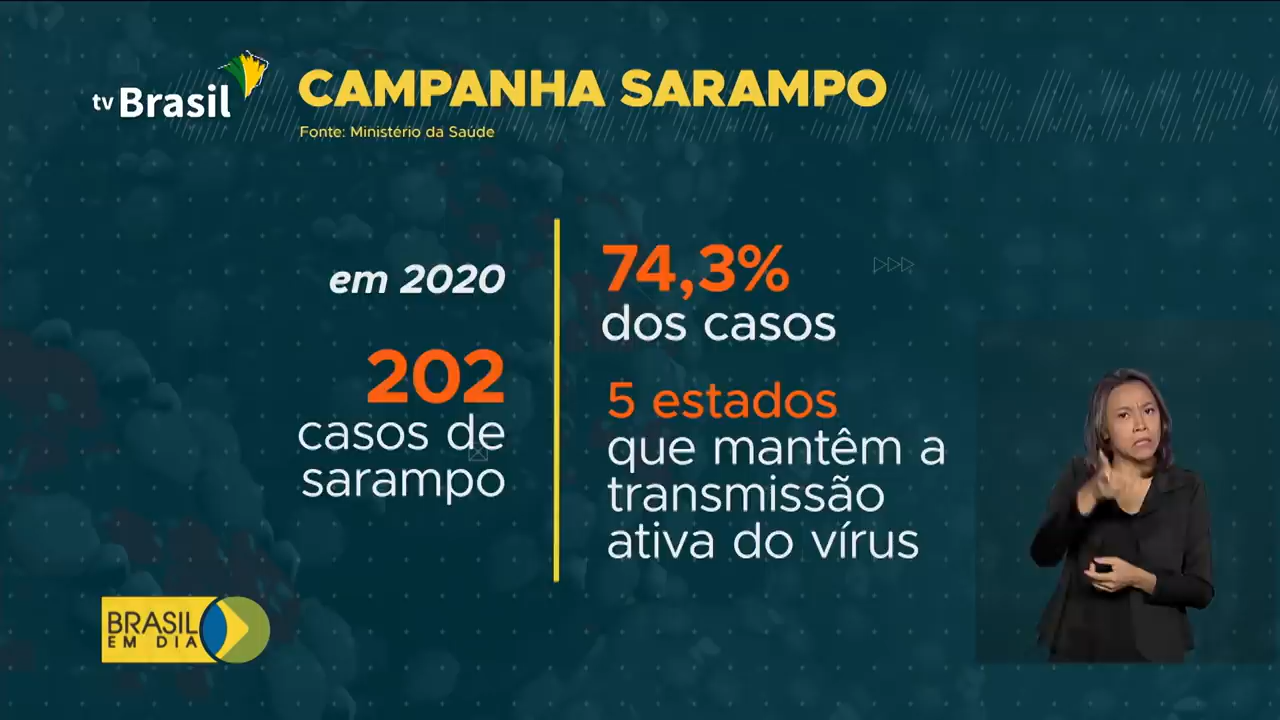 tv Brasil
CAMPANHA SARAMPO
Fonte: Ministério da Saúde
em 2020
202
casos de
sarampo
74,3%
dos casos
5 estados
que mantêm a
transmissão
ativa do vírus
BRASIL
EM DIA